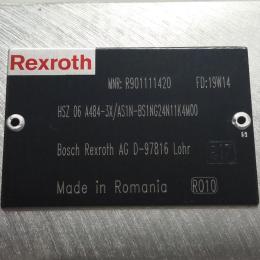 Rexroth
MNR: R901111420 FD:19W14
HSZ 06 A484-3X/AS1N-BS1NG24N11K4M00
Bosch Rexroth AG D-97816 Lohr
Made in Romania R010